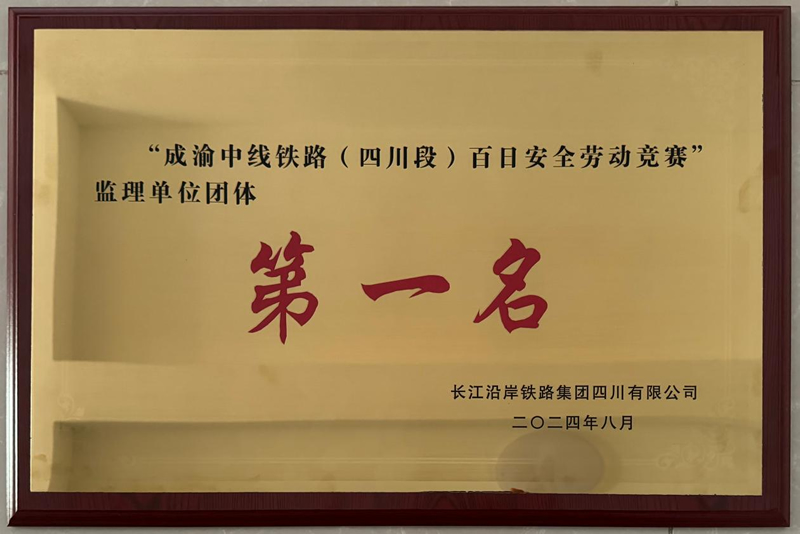 “成渝中线铁路（四川段）百日安全劳动竞赛”
监理单位团体
第一名
长江沿岸铁路集团四川有限公司
二〇二四年八月